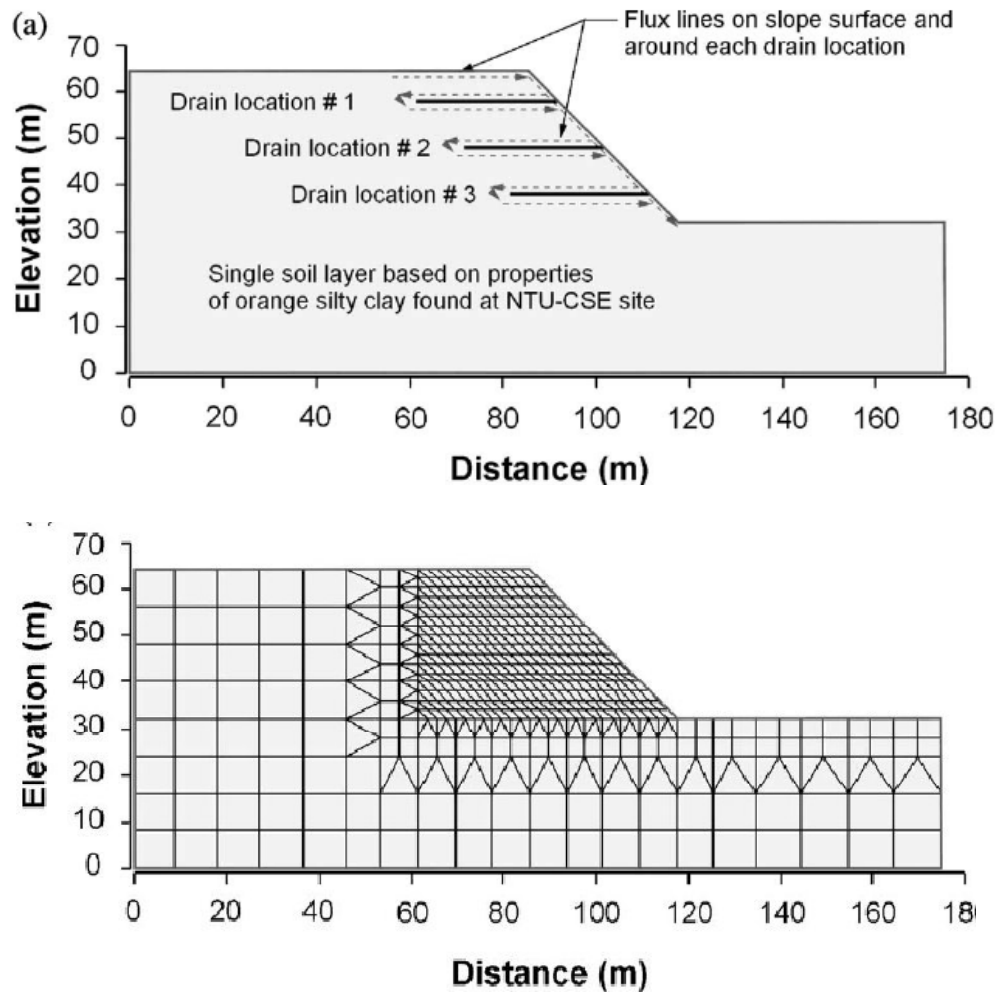 (a)
Flux lines on slope surface and
around each drain location
70
60
50
40
30
20
10
0
Elevation (m)
Drain location # 1
Drain location # 2
Drain location # 3
Single soil layer based on properties
of orange silty clay found at NTU-CSE site
0 20 40 60 80 100 120 140 160 180
Distance (m)
70
60
50
40
30
20
10
0
Elevation (m)
0 20 40 60 80 100 120 140 160 180
Distance (m)